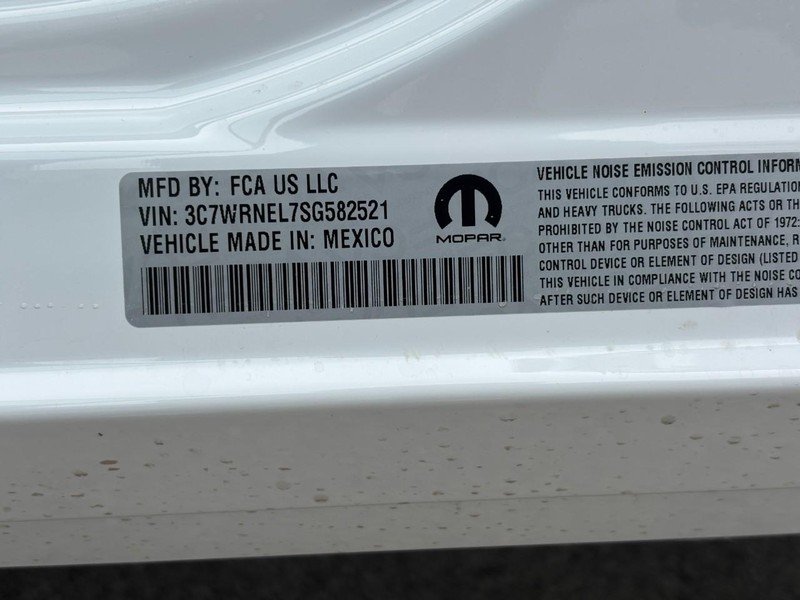 MFD BY: FCA US LLC
VIN: 3C7WRNEL7SG582521
VEHICLE MADE IN: MEXICO
MOPAR®
VEHICLE NOISE EMISSION CONTROL INFORM
THIS VEHICLE CONFORMS TO U.S. EPA REGULATION
AND HEAVY TRUCKS. THE FOLLOWING ACTS OR THE
PROHIBITED BY THE NOISE CONTROL ACT OF 1972:
OTHER THAN FOR PURPOSES OF MAINTENANCE, R
CONTROL DEVICE OR ELEMENT OF DESIGN (LISTED
THIS VEHICLE IN COMPLIANCE WITH THE NOISE CO
AFTER SUCH DEVICE OR ELEMENT OF DESIGN HAS